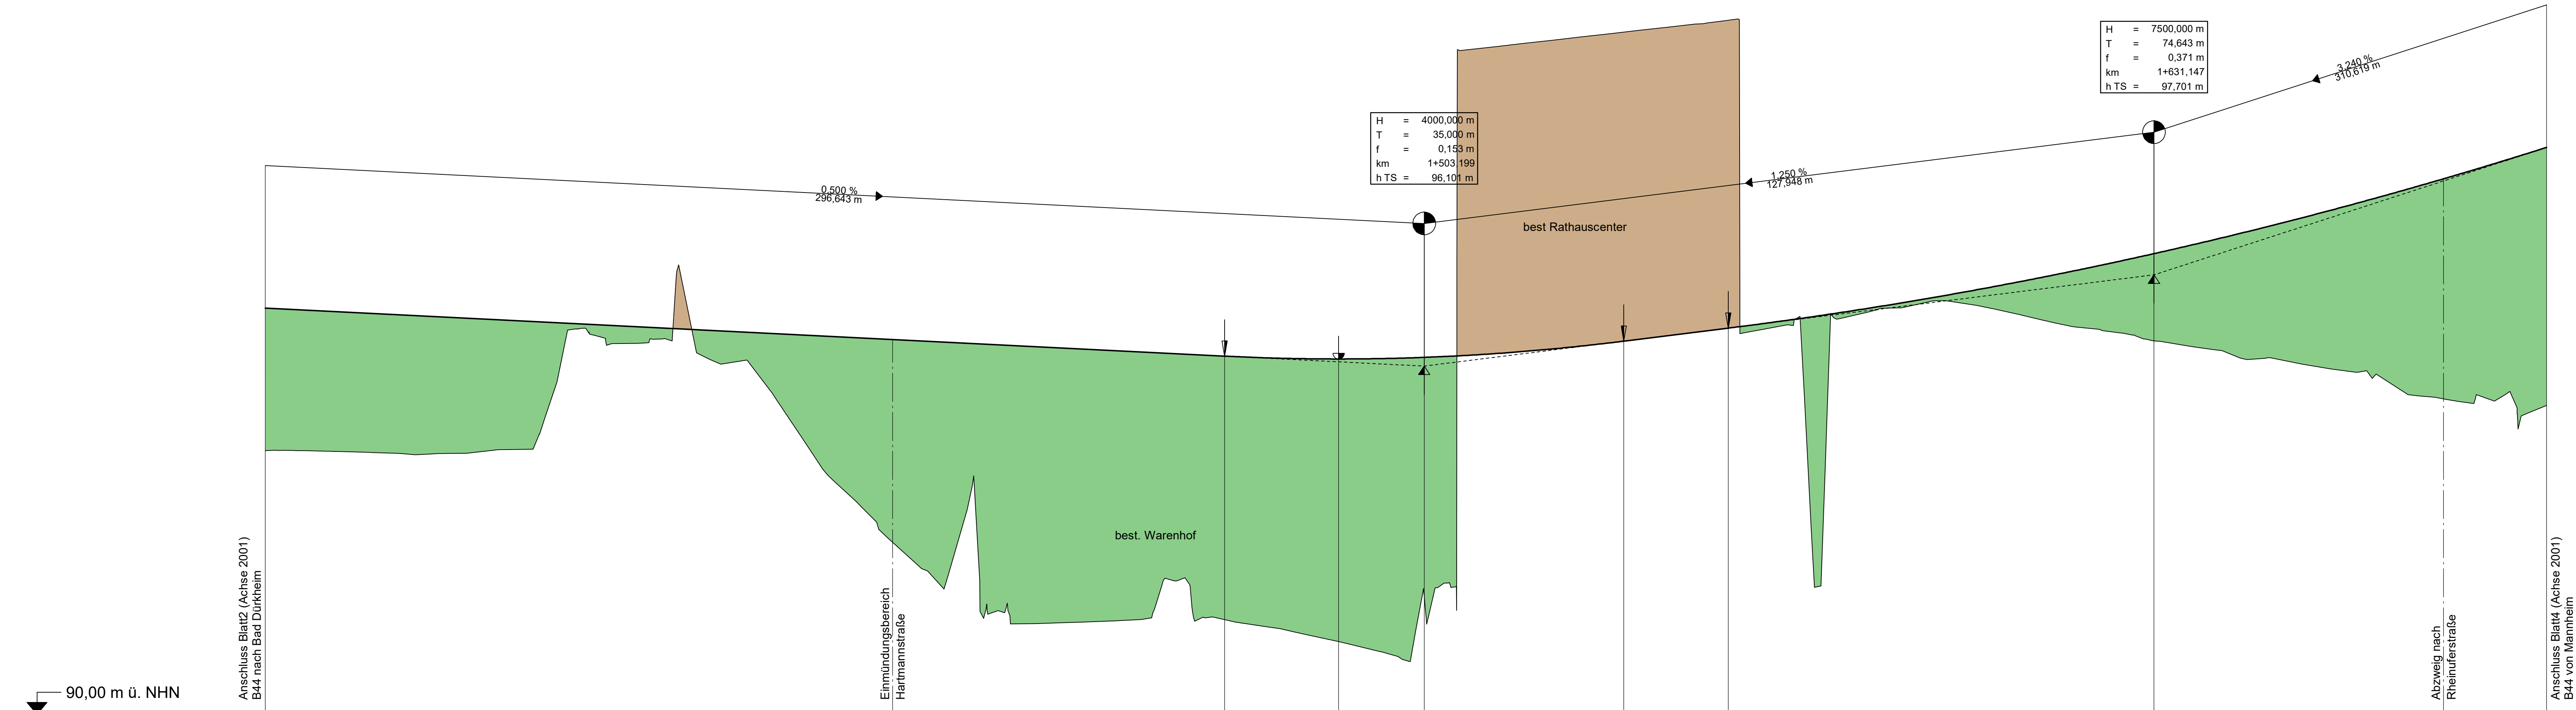 H = 7500,000 m
T = 74,643 m
f = 0,371 m
km 1+631,147
h TS = 97,701 m
3,240 %
310,619 m
H = 4000,000 m
T = 35,000 m
f = 0,153 m
km 1+503,199
h TS = 96,101 m
0,500 %
296,643 m
1,250 %
127,948 m
best Rathauscenter
best. Warenhof
Anschluss Blatt2 (Achse 2001)
B44 nach Bad Dürkheim
Einmündungsbereich
Hartmannstraße
Abzweig nach
Rheinuferstraße
Anschluss Blatt4 (Achse 2001)
B44 von Mannheim
90,00 m ü. NHN